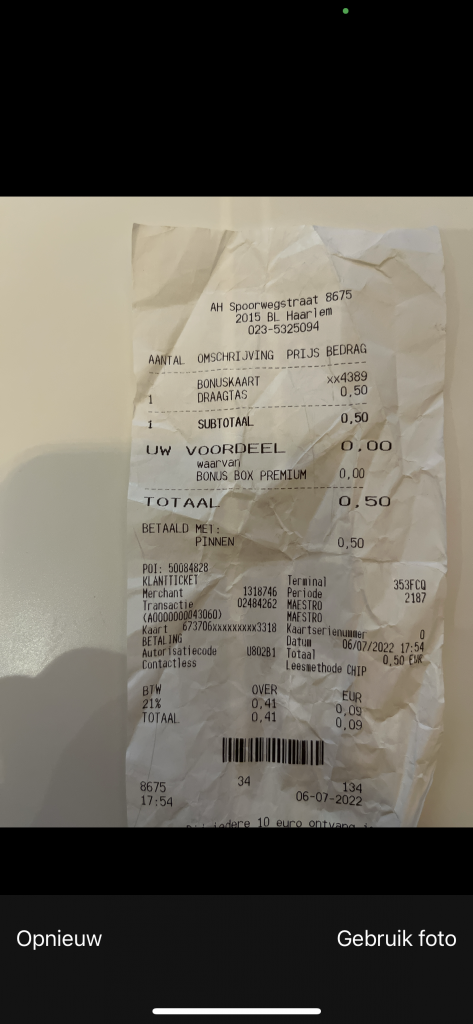 AH Spoorwegstraat 8675
2015 BL Haarlem
023-5325094
AANTAL OMSCHRIJVING PRIJS BEDRAG
BONUSKAART xx4389
1 DRAAGTAS 0,50
1 SUBTOTAAL 0,50
UW VOORDEEL 0,00
waarvan
BONUS BOX PREMIUM 0,00
TOTAAL 0,50
BETAALD MET:
PINNEN 0,50
POI: 50084828
KLANTTICKET Terminal 353FCQ
Merchant 1318746 Periode 2187
Transactie 02484262 MAESTRO
(A0000000043060) MAESTRO
Kaart 673706xxxxxxxxx3318 Kaartserienummer 0
BETALING Datum 06/07/2022 17:54
Autorisatiecode U802B1 Totaal 0,50 EUR
Contactless Leesmethode CHIP
BTW OVER EUR
21% 0,41 0,09
TOTAAL 0,41 0,09
8675 34 134
17:54 06-07-2022
iedere 10 euro
Opnieuw Gebruik foto